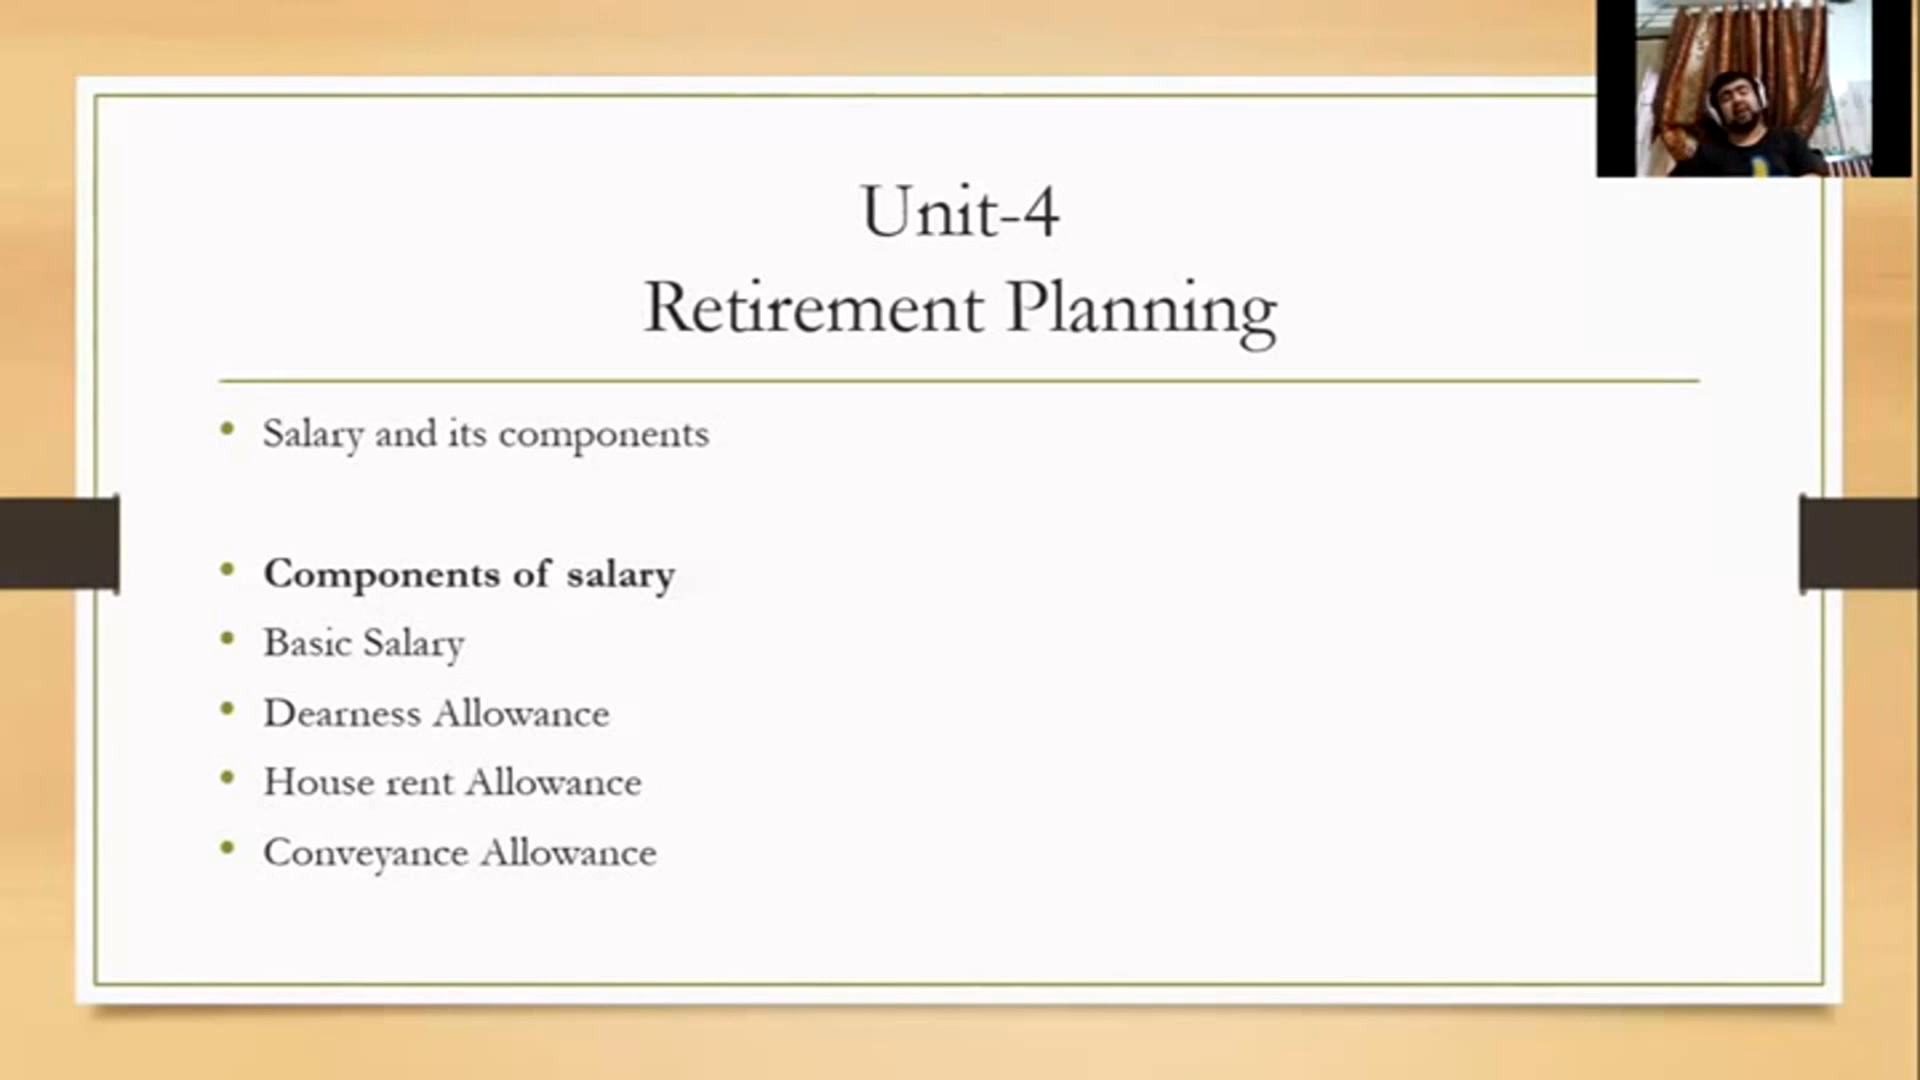 Unit-4
Retirement Planning
Salary and its components
Components of salary
Basic Salary
Dearness Allowance
House rent Allowance
Conveyance Allowance